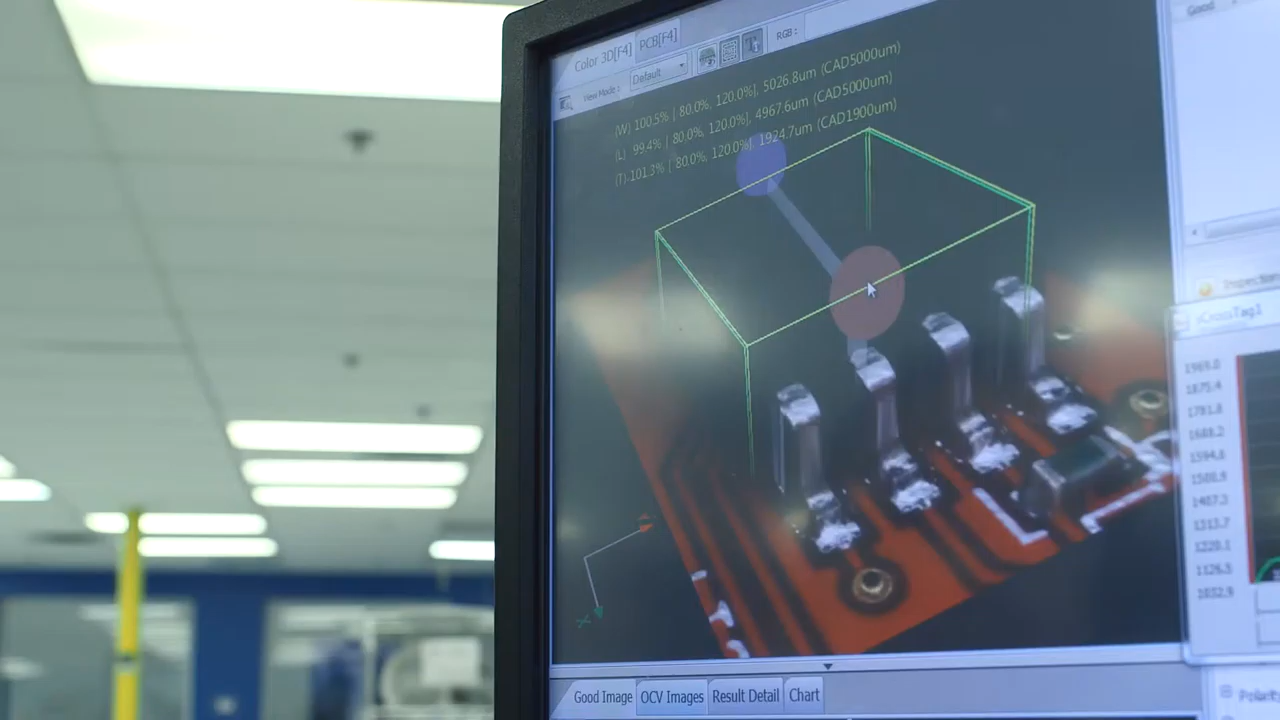 Good
Color 3D[F4] PCB[F4]
RGB :
View Mode : Default
[W) 100.5% | 80.0%, 120.0%], 5026.8um (CAD5000um)
(L) 99.4% | 80.0%, 120.0%], 4967.6um (CAD5000um)
(T) 101.3% | 80.0%, 120.0%], 1924.7um (CAD1900um)
Inspection
1969.0
1875.4
1781.8
1688.2
1594.6
1500.9
1407.3
1313.7
1220.1
1126.5
1032.9
X
Good Image OCV Images Result Detail Chart